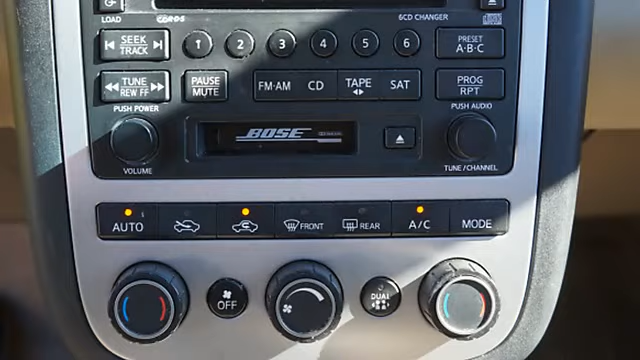 LOAD
6CD CHANGER
SEEK TRACK
1 2 3 4 5 6
PRESET A·B·C
TUNE REW FF
PAUSE MUTE
FM·AM CD TAPE SAT
PROG RPT
PUSH POWER
PUSH AUDIO
BOSE
VOLUME
TUNE/CHANNEL
AUTO FRONT REAR A/C MODE
OFF
DUAL